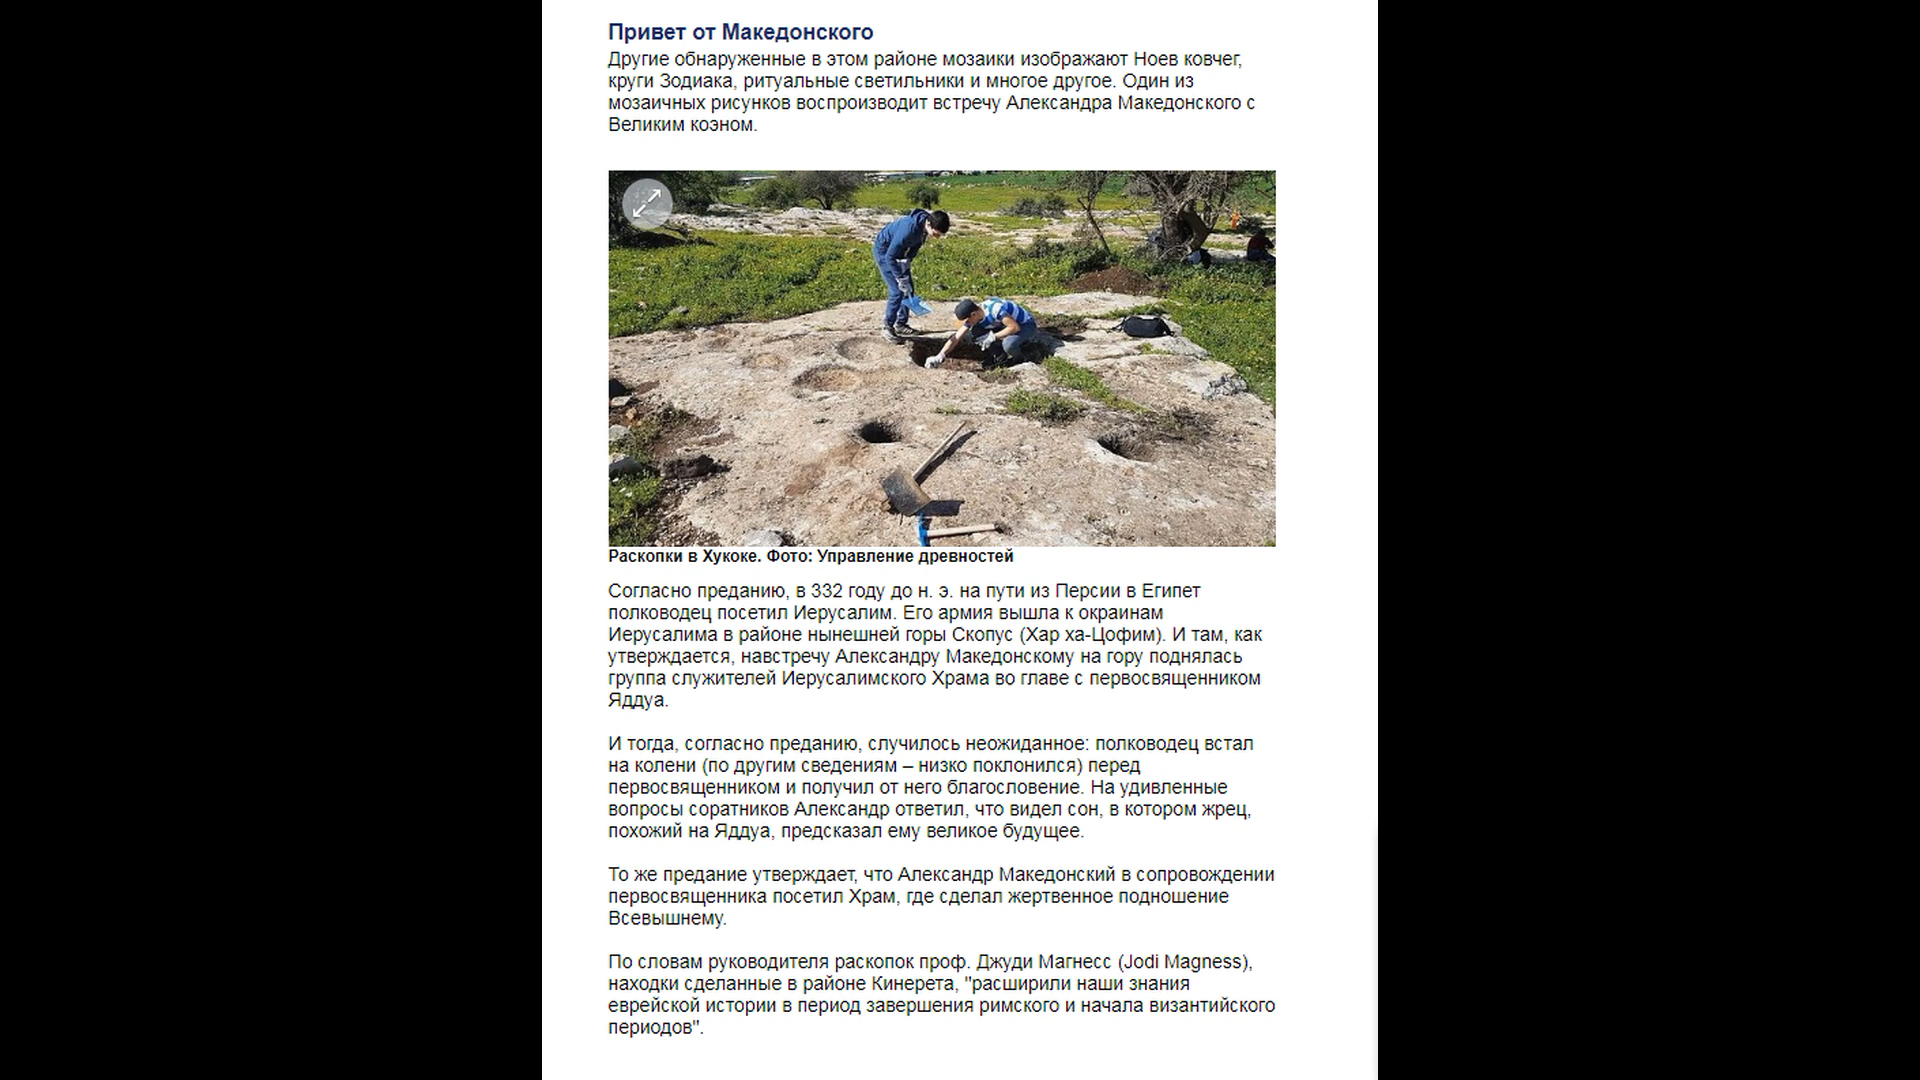 Привет от Македонского
Другие обнаруженные в этом районе мозаики изображают Ноев ковчег,
круги Зодиака, ритуальные светильники и многое другое. Один из
мозаичных рисунков воспроизводит встречу Александра Македонского с
Великим коэном.
Раскопки в Хукоке. Фото: Управление древностей
Согласно преданию, в 332 году до н. э. на пути из Персии в Египет
полководец посетил Иерусалим. Его армия вышла к окраинам
Иерусалима в районе нынешней горы Скопус (Хар ха-Цофим). И там, как
утверждается, навстречу Александру Македонскому на гору поднялась
группа служителей Иерусалимского Храма во главе с первосвященником
Яддуа.
И тогда, согласно преданию, случилось неожиданное: полководец встал
на колени (по другим сведениям – низко поклонился) перед
первосвященником и получил от него благословение. На удивленные
вопросы соратников Александр ответил, что видел сон, в котором жрец,
похожий на Яддуа, предсказал ему великое будущее.
То же предание утверждает, что Александр Македонский в сопровождении
первосвященника посетил Храм, где сделал жертвенное подношение
Всевышнему.
По словам руководителя раскопок проф. Джуди Магнесс (Jodi Magness),
находки сделанные в районе Кинерета, "расширили наши знания
еврейской истории в период завершения римского и начала византийского
периодов".